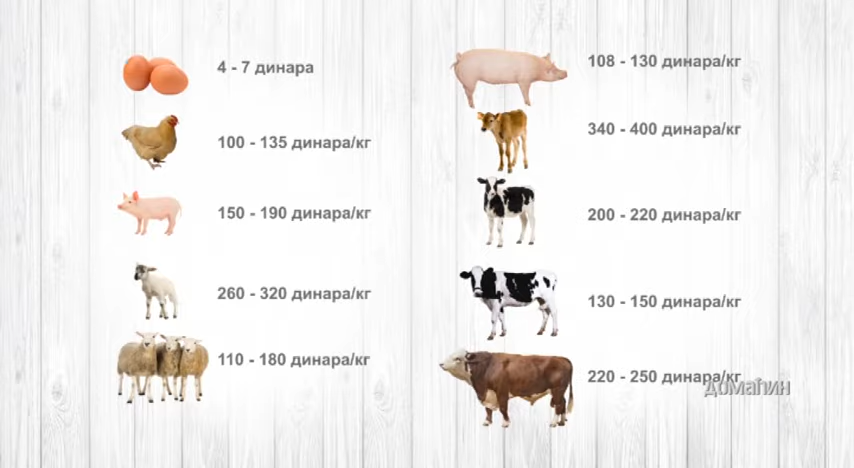 4 - 7 динара
100 - 135 динара/кг
150 - 190 динара/кг
260 - 320 динара/кг
110 - 180 динара/кг
108 - 130 динара/кг
340 - 400 динара/кг
200 - 220 динара/кг
130 - 150 динара/кг
220 - 250 динара/кг
домаћин